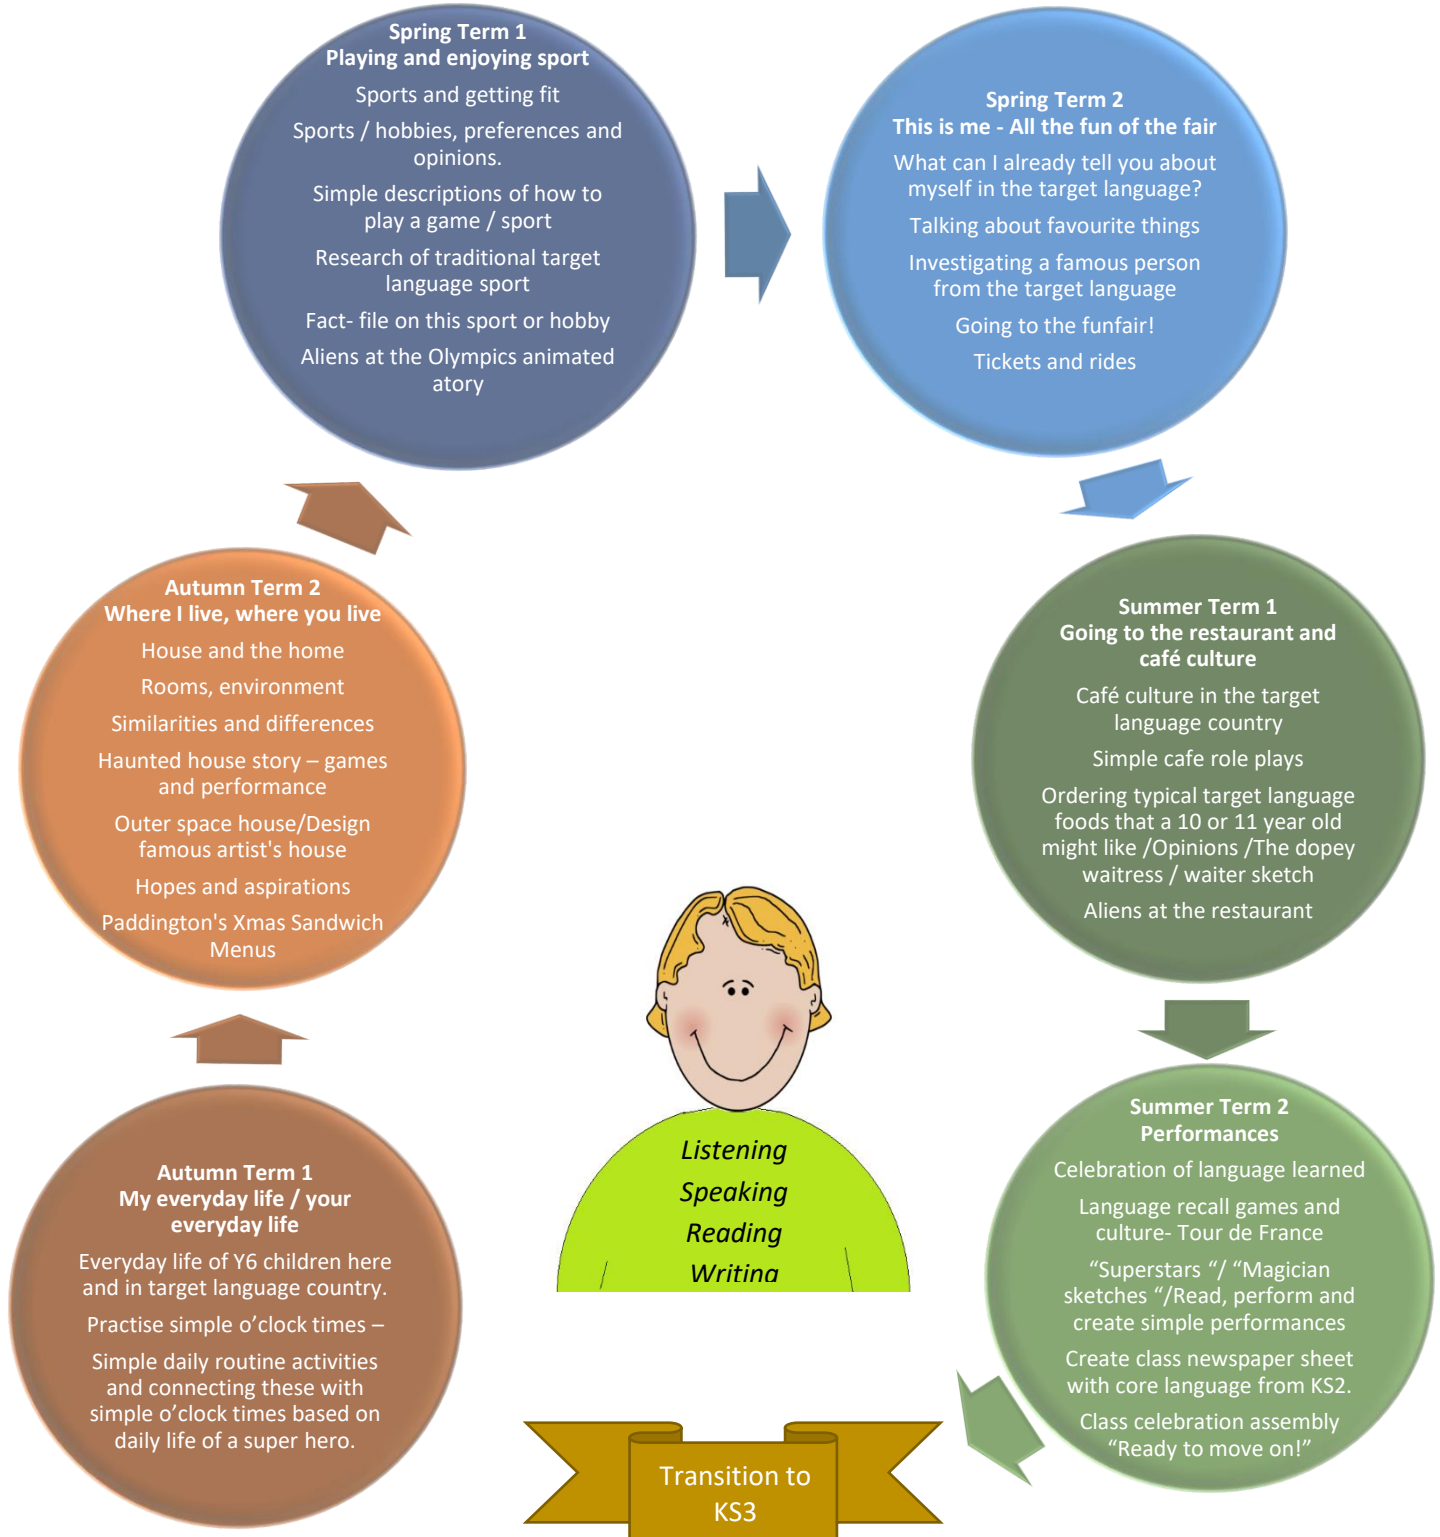 Spring Term 1
Playing and enjoying sport
Sports and getting fit
Sports / hobbies, preferences and
opinions.
Simple descriptions of how to
play a game / sport
Research of traditional target
language sport
Fact- file on this sport or hobby
Aliens at the Olympics animated
atory
Spring Term 2
This is me - All the fun of the fair
What can I already tell you about
myself in the target language?
Talking about favourite things
Investigating a famous person
from the target language
Going to the funfair!
Tickets and rides
Autumn Term 2
Where I live, where you live
House and the home
Rooms, environment
Similarities and differences
Haunted house story – games
and performance
Outer space house/Design
famous artist's house
Hopes and aspirations
Paddington's Xmas Sandwich
Menus
Summer Term 1
Going to the restaurant and
café culture
Café culture in the target
language country
Simple cafe role plays
Ordering typical target language
foods that a 10 or 11 year old
might like /Opinions /The dopey
waitress / waiter sketch
Aliens at the restaurant
Autumn Term 1
My everyday life / your
everyday life
Everyday life of Y6 children here
and in target language country.
Practise simple o’clock times –
Simple daily routine activities
and connecting these with
simple o’clock times based on
daily life of a super hero.
Listening
Speaking
Reading
Writing
Summer Term 2
Performances
Celebration of language learned
Language recall games and
culture- Tour de France
“Superstars “/ “Magician
sketches “/Read, perform and
create simple performances
Create class newspaper sheet
with core language from KS2.
Class celebration assembly
“Ready to move on!”
Transition to
KS3